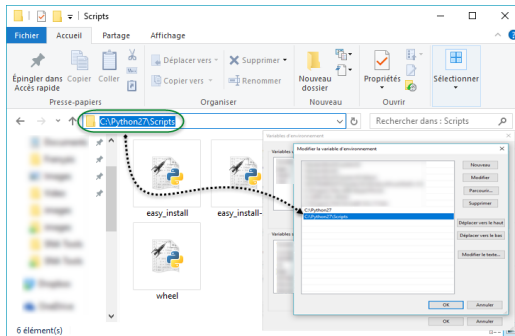 Scripts
Fichier Accueil Partage Affichage
Épingler dans Accès rapide
Copier
Coller
Déplacer vers
Copier vers
Supprimer
Renommer
Nouveau dossier
Propriétés
Sélectionner
Presse-papiers
Organiser
Nouveau
Ouvrir
C:\Python27\Scripts
Rechercher dans : Scripts
Variables d'environnement
Modifier la variable d'environnement
Variables
Nouveau
Modifier
Parcourir...
Supprimer
C:\Python27
C:\Python27\Scripts
Déplacer vers le haut
Déplacer vers le bas
Modifier le texte...
Variables
OK Annuler
OK Annuler
easy_install
easy_install-
wheel
6 élément(s)